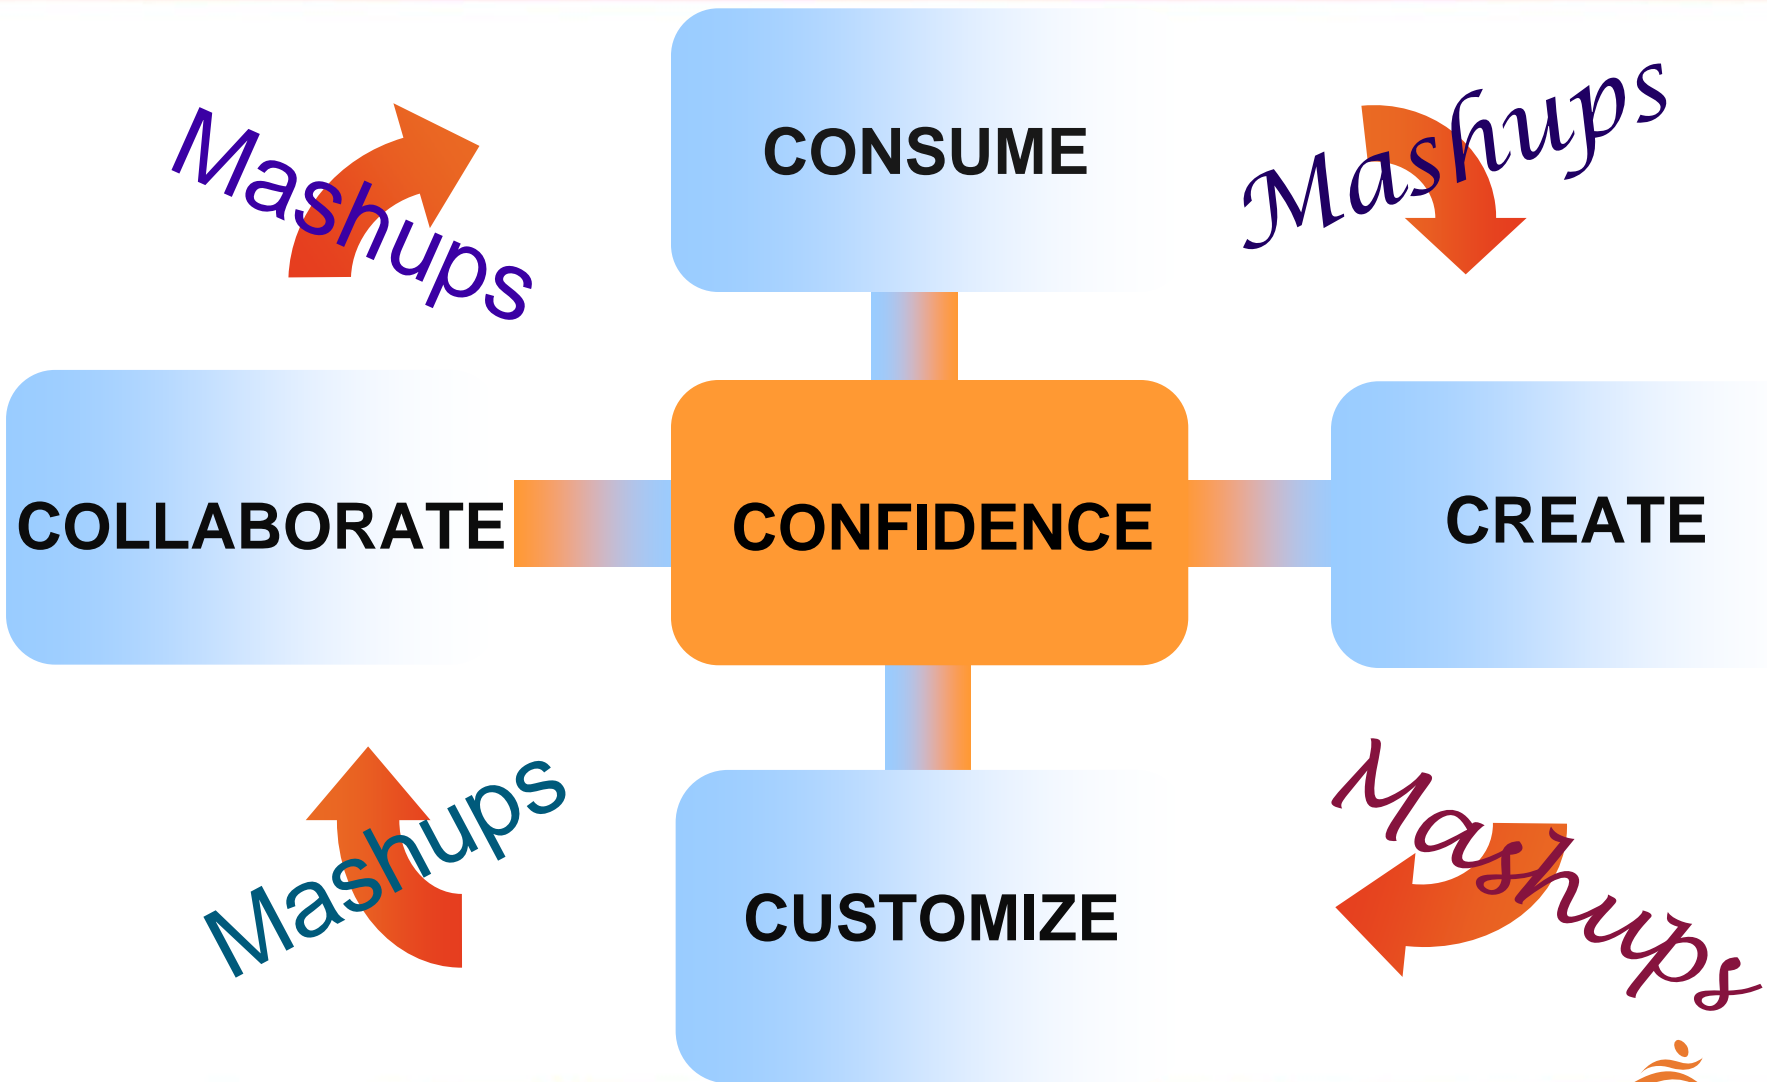 Mashups
CONSUME
Mashups
COLLABORATE
CONFIDENCE
CREATE
Mashups
CUSTOMIZE
Mashups